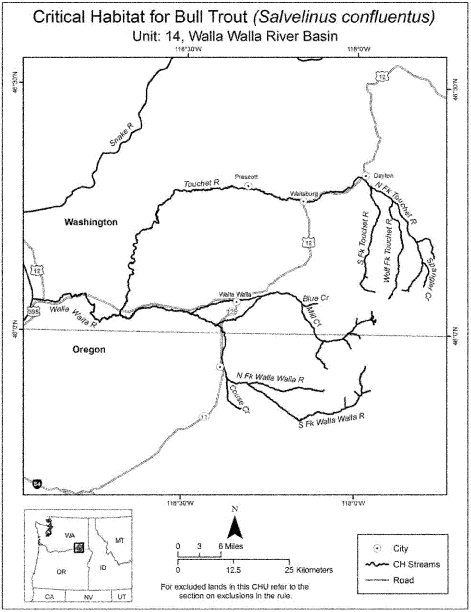 Critical Habitat for Bull Trout (Salvelinus confluentus)
Unit: 14, Walla Walla River Basin
118°30'W
118°0'W
46°30'N
46°30'N
12
Snake R
Touchet R
Prescott
Waitsburg
Dayton
N Fk Touchet R
S Fk Touchet R
Wolf Fk Touchet R
Spangler Cr
Washington
12
12
395
Walla Walla R
Walla Walla
125
Blue Cr
Mill Cr
46°0'N
46°0'N
Oregon
N Fk Walla Walla R
Couse Cr
S Fk Walla Walla R
11
84
118°30'W
118°0'W
WA
MT
OR
ID
CA
NV
UT
N
0 3 6 Miles
0 12.5 25 Kilometers
For excluded lands in this CHU refer to the
section on exclusions in the rule.
City
CH Streams
Road